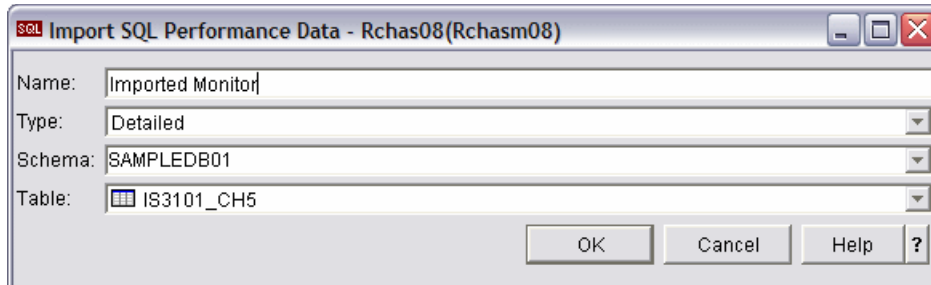 SQL Import SQL Performance Data - Rchas08(Rchasm08)
Name: Imported Monitor
Type: Detailed
Schema: SAMPLEDB01
Table: IS3101_CH5
OK Cancel Help ?